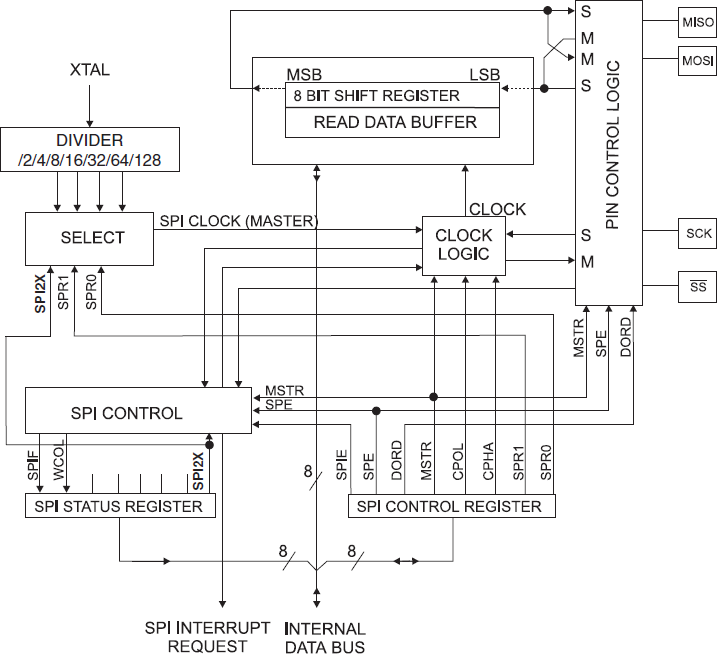 S
MISO
M
M
MOSI
XTAL
MSB
LSB
S
8 BIT SHIFT REGISTER
READ DATA BUFFER
DIVIDER
/2/4/8/16/32/64/128
PIN CONTROL LOGIC
SPI CLOCK (MASTER)
CLOCK
SELECT
CLOCK
LOGIC
S
SCK
M
SPI2X
SPR1
SPR0
SS
MSTR
SPE
DORD
MSTR
SPE
SPI CONTROL
SPIF
WCOL
SPI2X
8
SPIE
SPE
DORD
MSTR
CPOL
CPHA
SPR1
SPR0
SPI STATUS REGISTER
SPI CONTROL REGISTER
8
8
SPI INTERRUPT
REQUEST
INTERNAL
DATA BUS